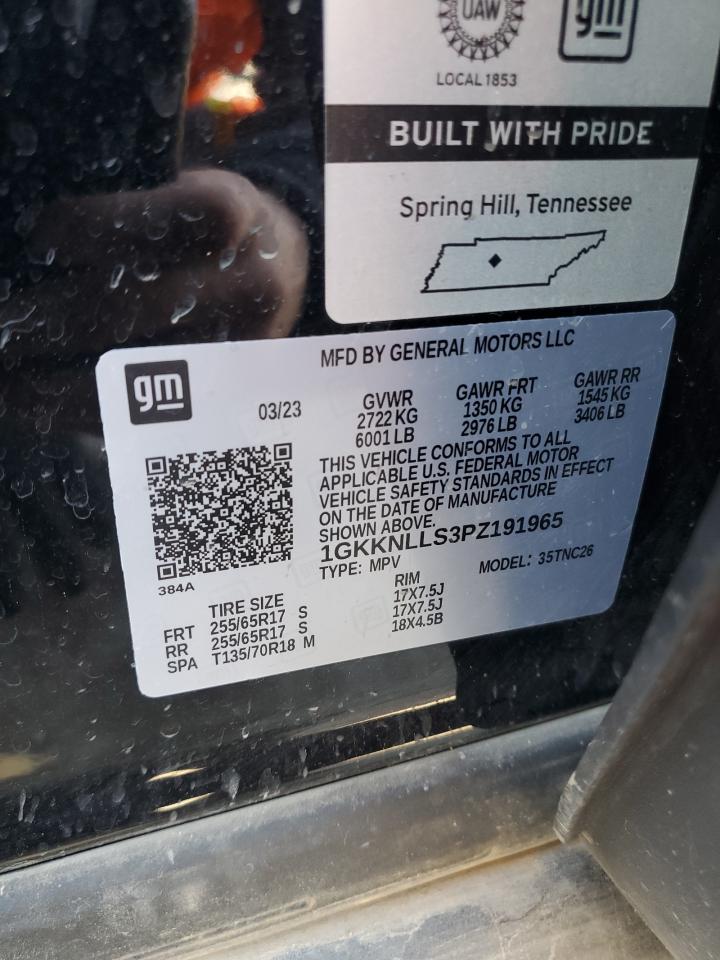 UAW
gm
LOCAL 1853
BUILT WITH PRIDE
Spring Hill, Tennessee
gm
MFD BY GENERAL MOTORS LLC
03/23
GVWR
2722 KG
6001 LB
GAWR FRT
1350 KG
2976 LB
GAWR RR
1545 KG
3406 LB
THIS VEHICLE CONFORMS TO ALL
APPLICABLE U.S. FEDERAL MOTOR
VEHICLE SAFETY STANDARDS IN EFFECT
ON THE DATE OF MANUFACTURE
SHOWN ABOVE.
1GKKNLLS3PZ191965
TYPE: MPV
MODEL: 35TNC26
384A
TIRE SIZE
RIM
FRT 255/65R17 S 17X7.5J
RR 255/65R17 S 17X7.5J
SPA T135/70R18 M 18X4.5B